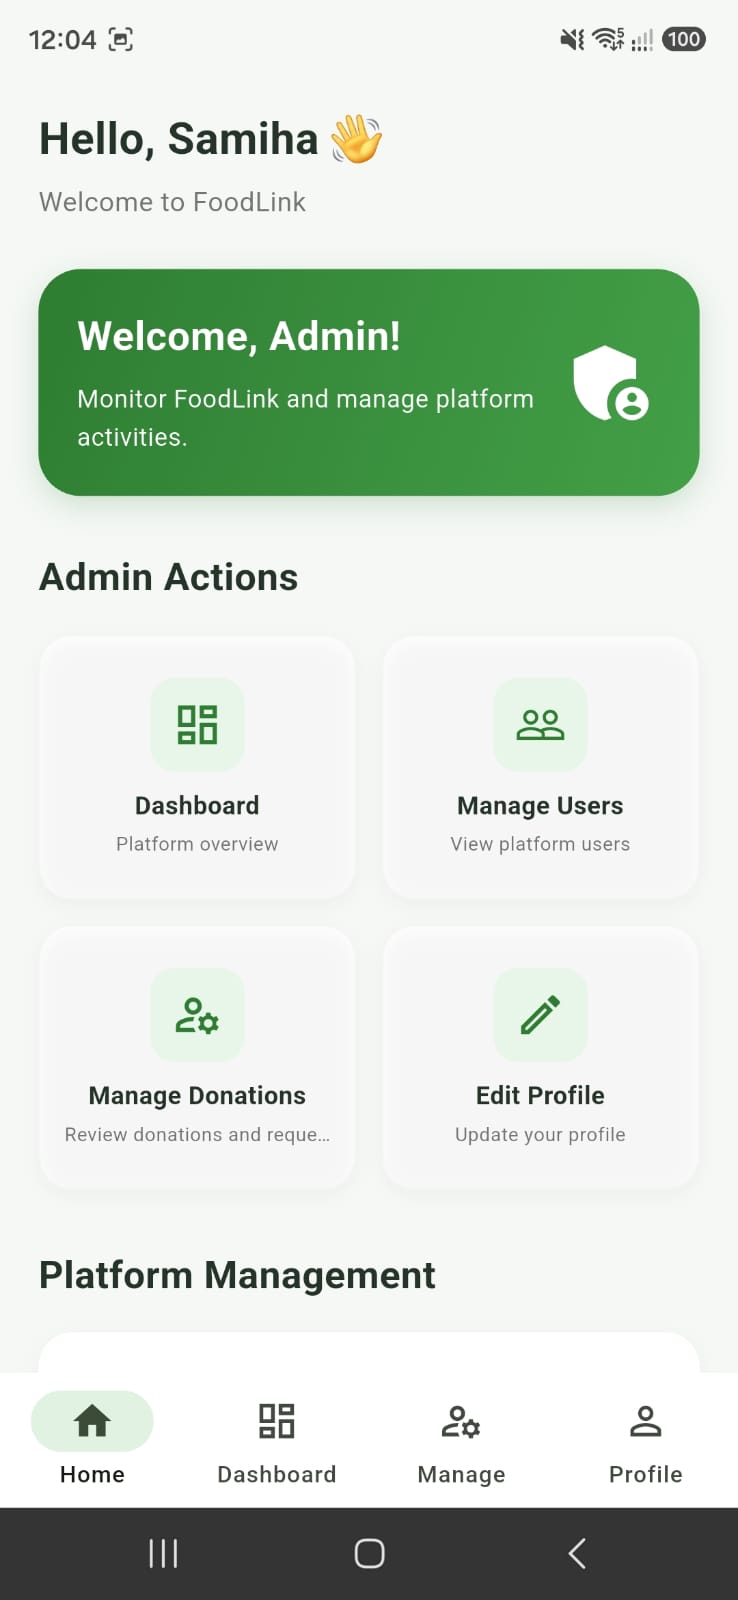 12:04
5
100
Hello, Samiha 👋
Welcome to FoodLink
Welcome, Admin!
Monitor FoodLink and manage platform
activities.
Admin Actions
Dashboard
Platform overview
Manage Users
View platform users
Manage Donations
Review donations and reque...
Edit Profile
Update your profile
Platform Management
Home
Dashboard
Manage
Profile